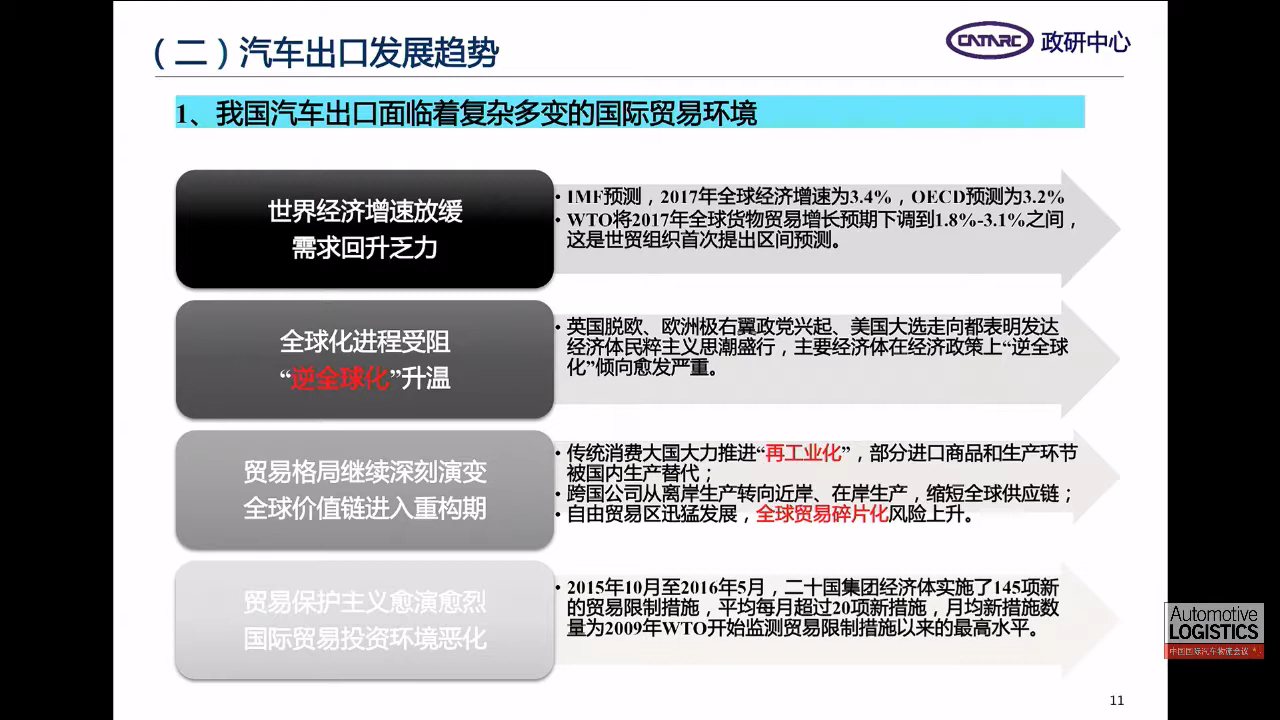 （二）汽车出口发展趋势
CATARC 政研中心
1、我国汽车出口面临着复杂多变的国际贸易环境
世界经济增速放缓
需求回升乏力
• IMF预测，2017年全球经济增速为3.4%，OECD预测为3.2%
• WTO将2017年全球货物贸易增长预期下调到1.8%-3.1%之间，
这是世贸组织首次提出区间预测。
全球化进程受阻
“逆全球化”升温
• 英国脱欧、欧洲极右翼政党兴起、美国大选走向都表明发达
经济体民粹主义思潮盛行，主要经济体在经济政策上“逆全球
化”倾向愈发严重。
贸易格局继续深刻演变
全球价值链进入重构期
• 传统消费大国大力推进“再工业化”，部分进口商品和生产环节
被国内生产替代；
• 跨国公司从离岸生产转向近岸、在岸生产，缩短全球供应链；
• 自由贸易区迅猛发展，全球贸易碎片化风险上升。
贸易保护主义愈演愈烈
国际贸易投资环境恶化
• 2015年10月至2016年5月，二十国集团经济体实施了145项新
的贸易限制措施，平均每月超过20项新措施，月均新措施数
量为2009年WTO开始监测贸易限制措施以来的最高水平。
Automotive
LOGISTICS
中国国际汽车物流会议
11